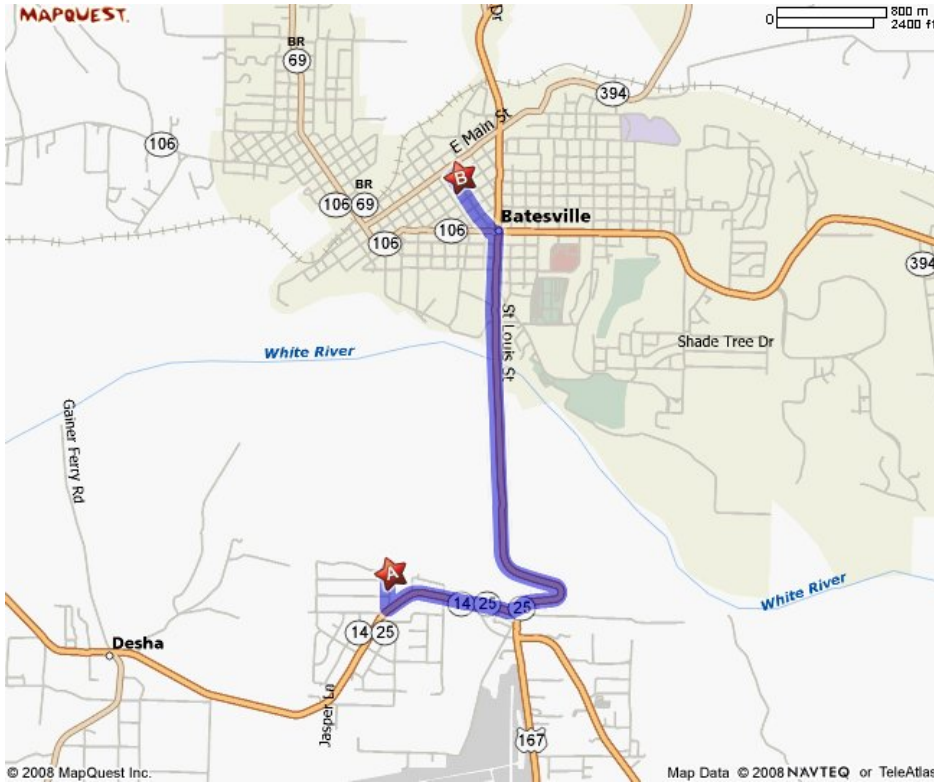 MAPQUEST.
0 800 m
2400 ft
Dr
BR
69
394
106
E Main St
B
BR
106 69
106
106
Batesville
394
St Louis St
Shade Tree Dr
White River
Gainer Ferry Rd
A
14 25
25
White River
14 25
Desha
Jasper Ln
167
© 2008 MapQuest Inc.
Map Data © 2008 NAVTEQ or TeleAtlas